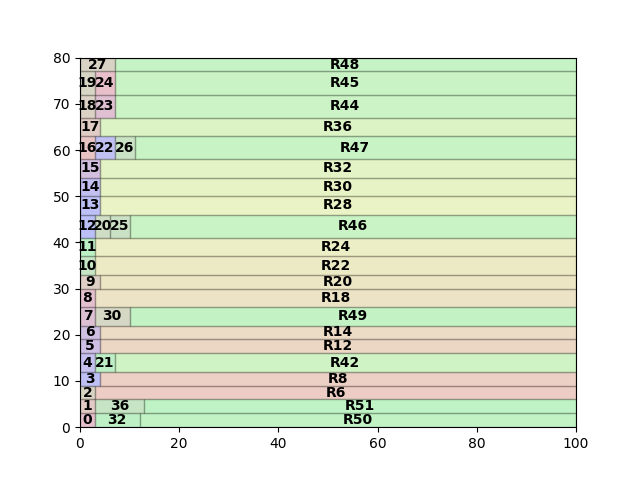 80
27 R48
19 24 R45
70
18 23 R44
17 R36
60
16 22 26 R47
15 R32
14 R30
50
13 R28
12 20 25 R46
40
11 R24
10 R22
9 R20
30
8 R18
7 30 R49
20
6 R14
5 R12
4 21 R42
10
3 R8
2 R6
1 36 R51
0 32 R50
0
0 20 40 60 80 100